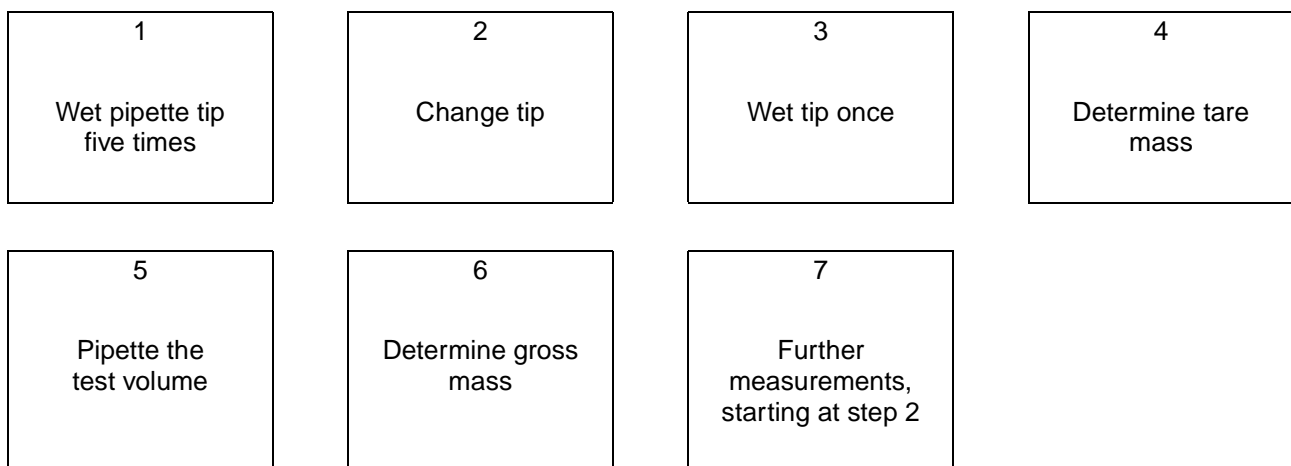 1
Wet pipette tip
five times
2
Change tip
3
Wet tip once
4
Determine tare
mass
5
Pipette the
test volume
6
Determine gross
mass
7
Further
measurements,
starting at step 2